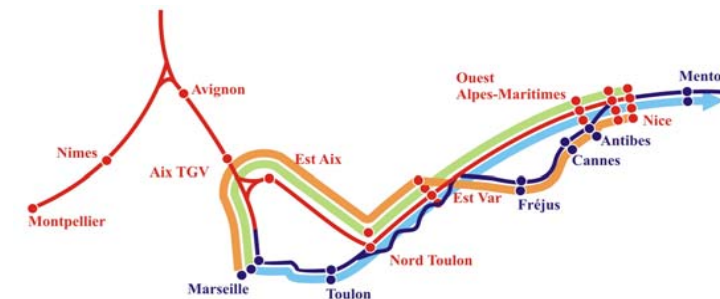 Ouest
Alpes-Maritimes
Avignon
Nice
Antibes
Nimes
Est Aix
Cannes
Aix TGV
Est Var
Fréjus
Montpellier
Nord Toulon
Marseille
Toulon